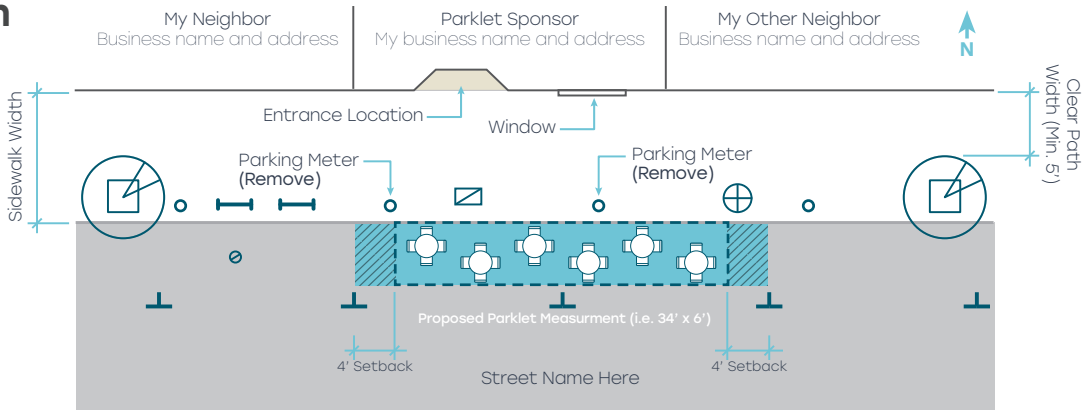 n
My Neighbor
Business name and address
Parklet Sponsor
My business name and address
My Other Neighbor
Business name and address
N
Sidewalk Width
Entrance Location
Window
Clear Path
Width (Min. 5')
Parking Meter
(Remove)
Parking Meter
(Remove)
Proposed Parklet Measurment (i.e. 34' x 6')
4' Setback
4' Setback
Street Name Here